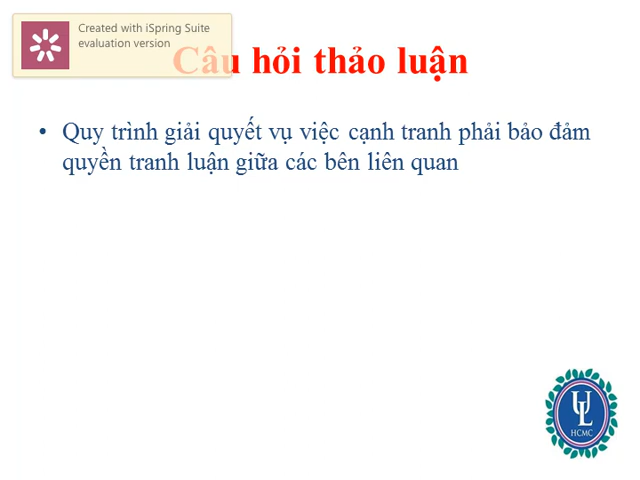 Created with iSpring Suite
evaluation version
Câu hỏi thảo luận
• Quy trình giải quyết vụ việc cạnh tranh phải bảo đảm
quyền tranh luận giữa các bên liên quan
UL
HCMC